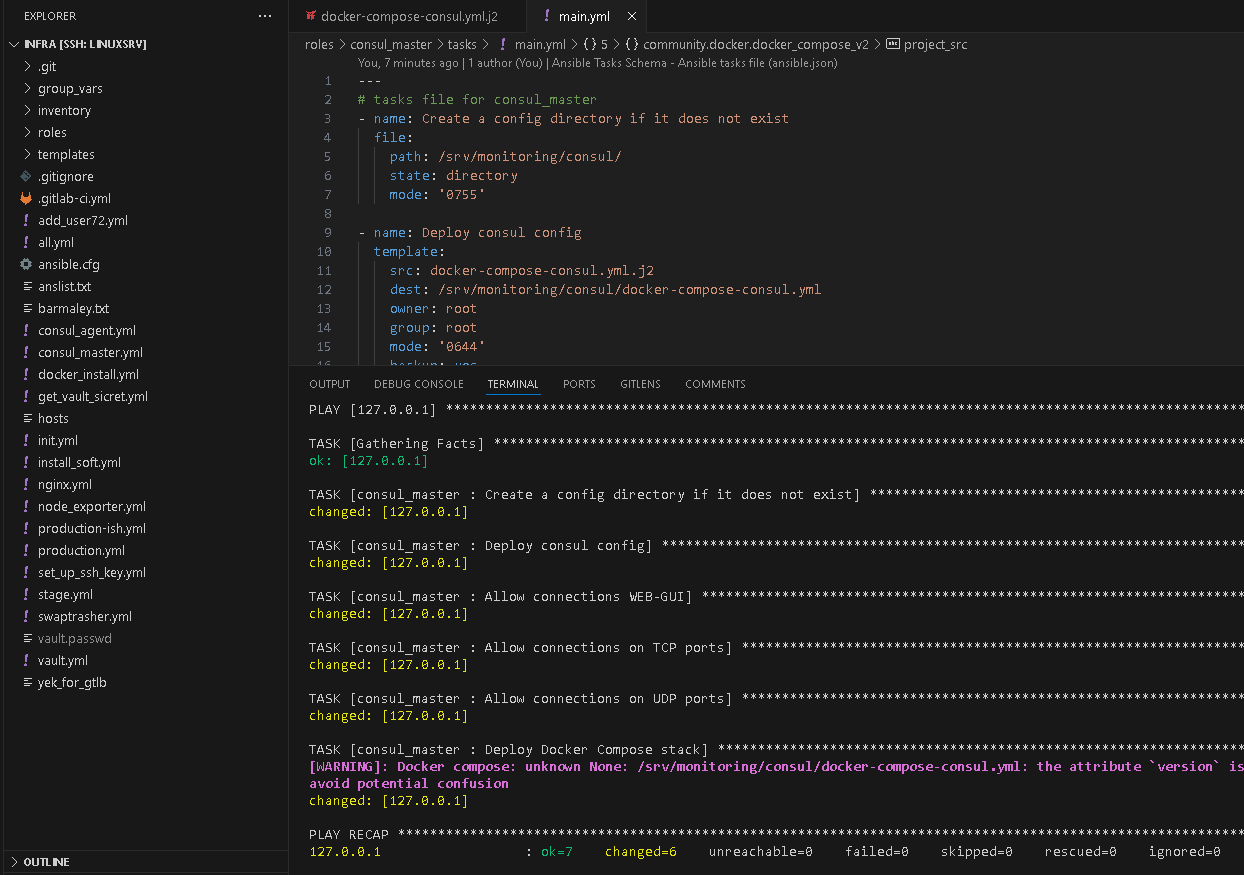 EXPLORER
INFRA [SSH: LINUXSRV]
.git
group_vars
inventory
roles
templates
.gitignore
.gitlab-ci.yml
add_user72.yml
all.yml
ansible.cfg
anslist.txt
barmaley.txt
consul_agent.yml
consul_master.yml
docker_install.yml
get_vault_sicret.yml
hosts
init.yml
install_soft.yml
nginx.yml
node_exporter.yml
production-ish.yml
production.yml
set_up_ssh_key.yml
stage.yml
swaptrasher.yml
vault.passwd
vault.yml
yek_for_gtlb
OUTLINE
docker-compose-consul.yml.j2 main.yml
roles > consul_master > tasks > main.yml > {} 5 > {} community.docker.docker_compose_v2 > project_src
You, 7 minutes ago | 1 author (You) | Ansible Tasks Schema - Ansible tasks file (ansible.json)
1 ---
2 # tasks file for consul_master
3 - name: Create a config directory if it does not exist
4 file:
5 path: /srv/monitoring/consul/
6 state: directory
7 mode: '0755'
8
9 - name: Deploy consul config
10 template:
11 src: docker-compose-consul.yml.j2
12 dest: /srv/monitoring/consul/docker-compose-consul.yml
13 owner: root
14 group: root
15 mode: '0644'
16 backup: yes
OUTPUT DEBUG CONSOLE TERMINAL PORTS GITLENS COMMENTS
PLAY [127.0.0.1] ****************************************************************************************************
TASK [Gathering Facts] **********************************************************************************************
ok: [127.0.0.1]
TASK [consul_master : Create a config directory if it does not exist] ***********************************************
changed: [127.0.0.1]
TASK [consul_master : Deploy consul config] *************************************************************************
changed: [127.0.0.1]
TASK [consul_master : Allow connections WEB-GUI] ********************************************************************
changed: [127.0.0.1]
TASK [consul_master : Allow connections on TCP ports] ***************************************************************
changed: [127.0.0.1]
TASK [consul_master : Allow connections on UDP ports] ***************************************************************
changed: [127.0.0.1]
TASK [consul_master : Deploy Docker Compose stack] ******************************************************************
[WARNING]: Docker compose: unknown None: /srv/monitoring/consul/docker-compose-consul.yml: the attribute `version` is
avoid potential confusion
changed: [127.0.0.1]
PLAY RECAP **********************************************************************************************************
127.0.0.1 : ok=7 changed=6 unreachable=0 failed=0 skipped=0 rescued=0 ignored=0